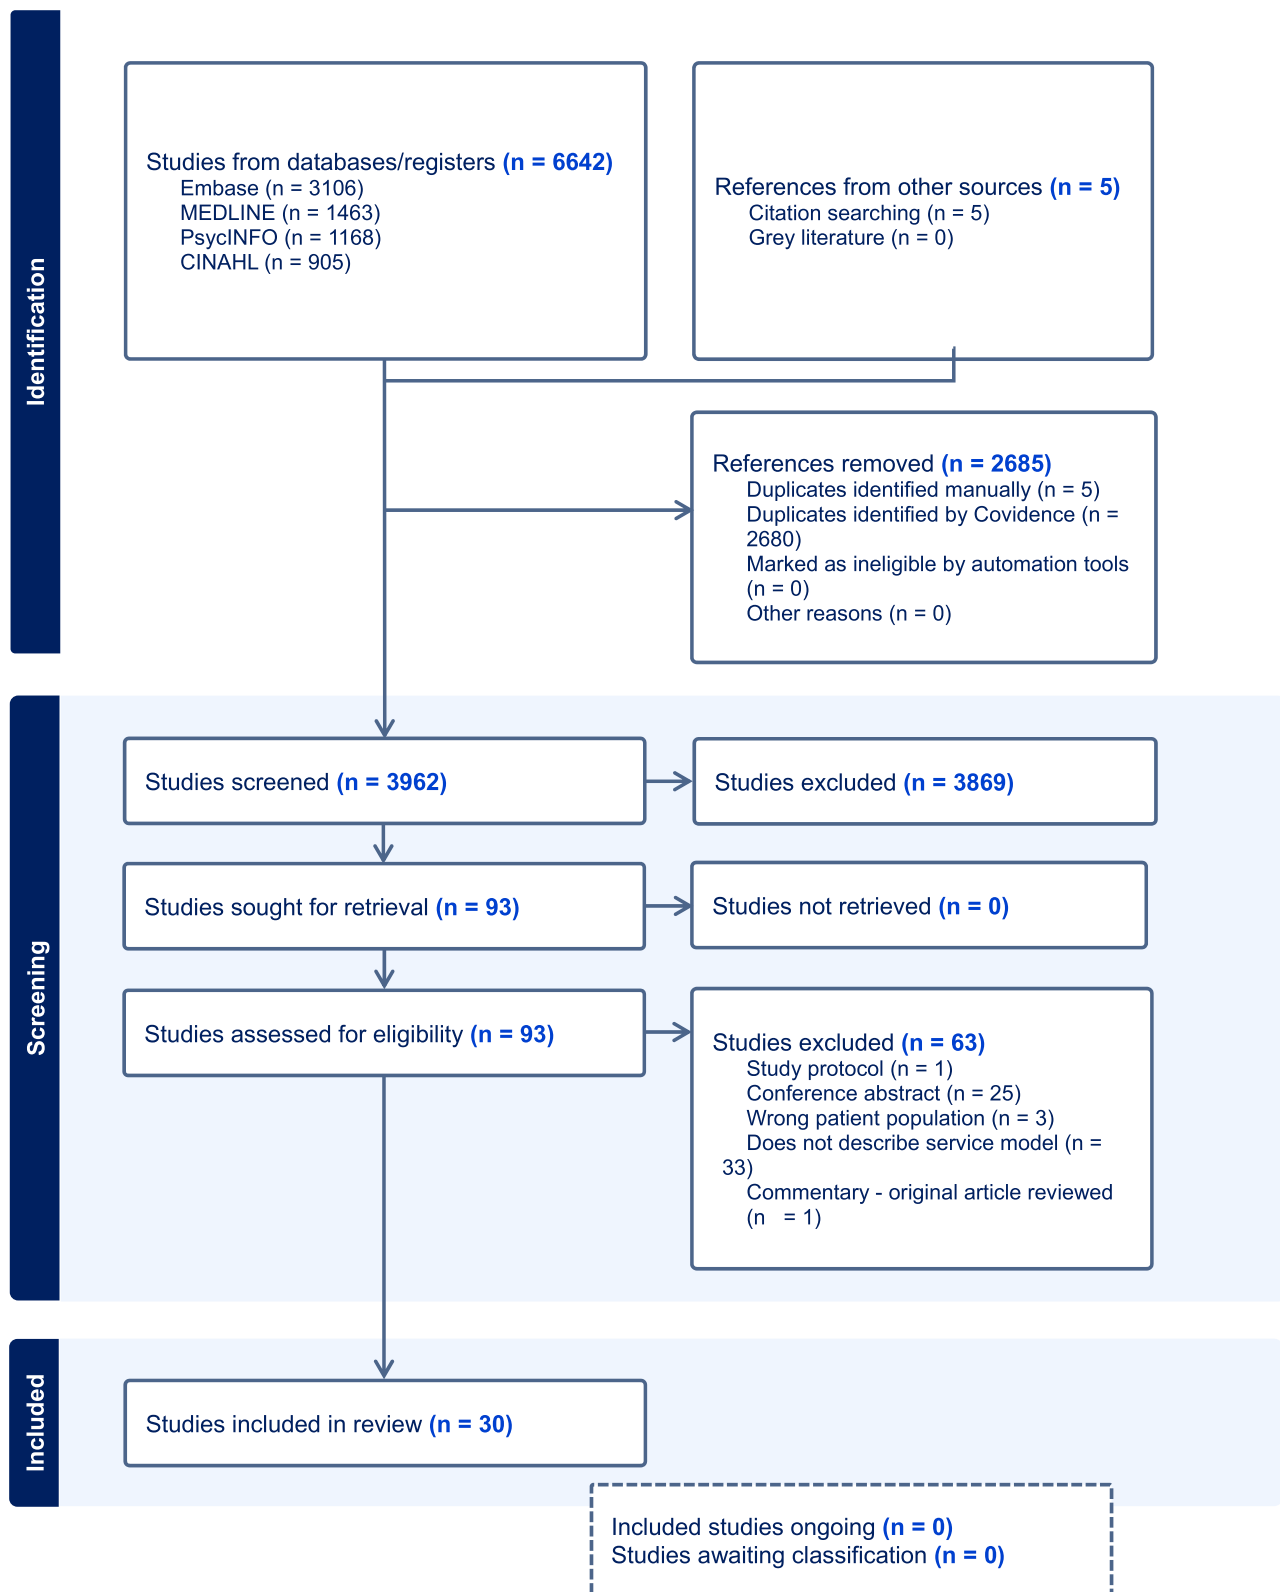 Identification
Studies from databases/registers (n = 6642)
Embase (n = 3106)
MEDLINE (n = 1463)
PsycINFO (n = 1168)
CINAHL (n = 905)
References from other sources (n = 5)
Citation searching (n = 5)
Grey literature (n = 0)
References removed (n = 2685)
Duplicates identified manually (n = 5)
Duplicates identified by Covidence (n =
2680)
Marked as ineligible by automation tools
(n = 0)
Other reasons (n = 0)
Screening
Studies screened (n = 3962)
Studies excluded (n = 3869)
Studies sought for retrieval (n = 93)
Studies not retrieved (n = 0)
Studies assessed for eligibility (n = 93)
Studies excluded (n = 63)
Study protocol (n = 1)
Conference abstract (n = 25)
Wrong patient population (n = 3)
Does not describe service model (n =
33)
Commentary - original article reviewed
(n = 1)
Included
Studies included in review (n = 30)
Included studies ongoing (n = 0)
Studies awaiting classification (n = 0)